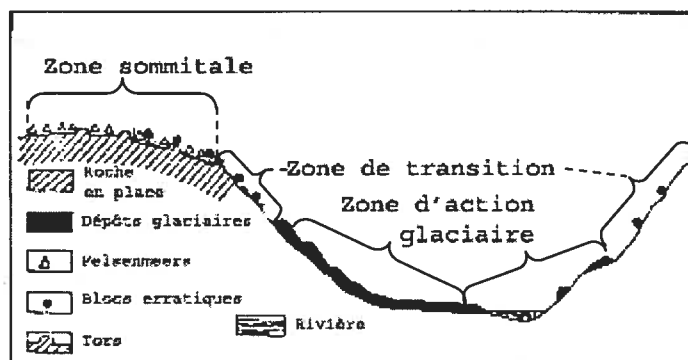 Zone sommitale
-Zone de transition
Zone d'action
glaciaire
Roche
en place
Dépôts glaciaires
Felsenmeers
Blocs erratiques
Tors
Rivière